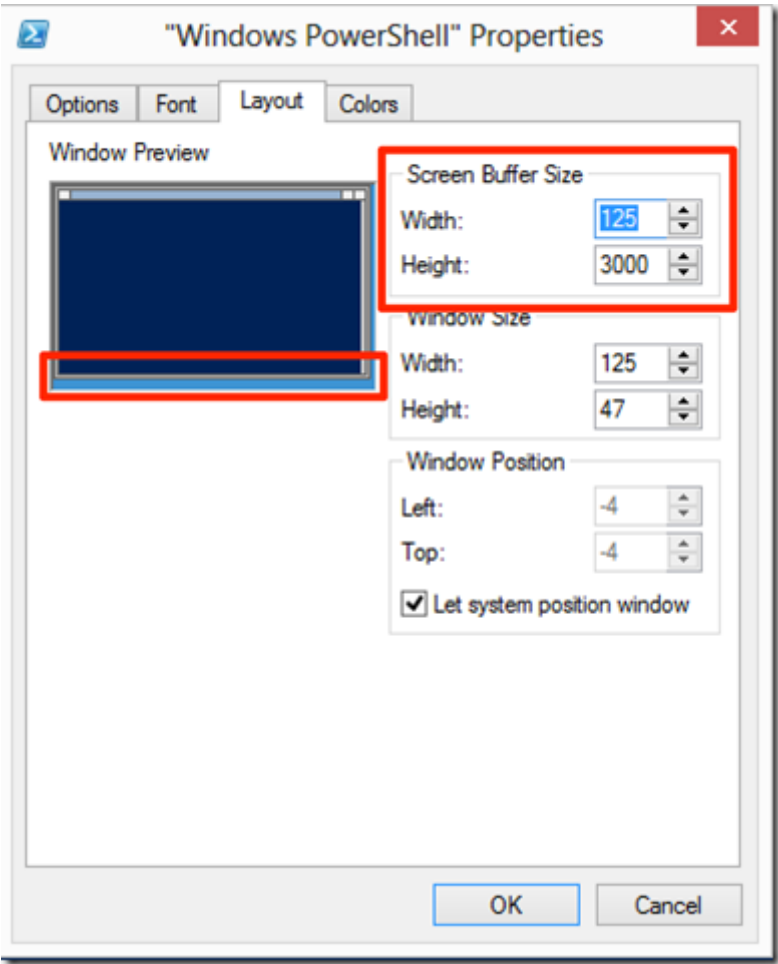 "Windows PowerShell" Properties
Options Font Layout Colors
Window Preview
Screen Buffer Size
Width: 125
Height: 3000
Window Size
Width: 125
Height: 47
Window Position
Left: -4
Top: -4
Let system position window
OK Cancel